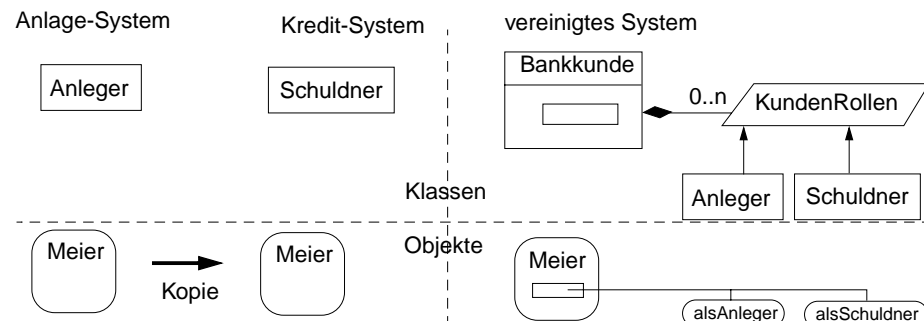 Anlage-System
Kredit-System
vereinigtes System
Anleger
Schuldner
Bankkunde
0..n
KundenRollen
Anleger
Schuldner
Klassen
Objekte
Meier
Kopie
Meier
Meier
alsAnleger
alsSchuldner